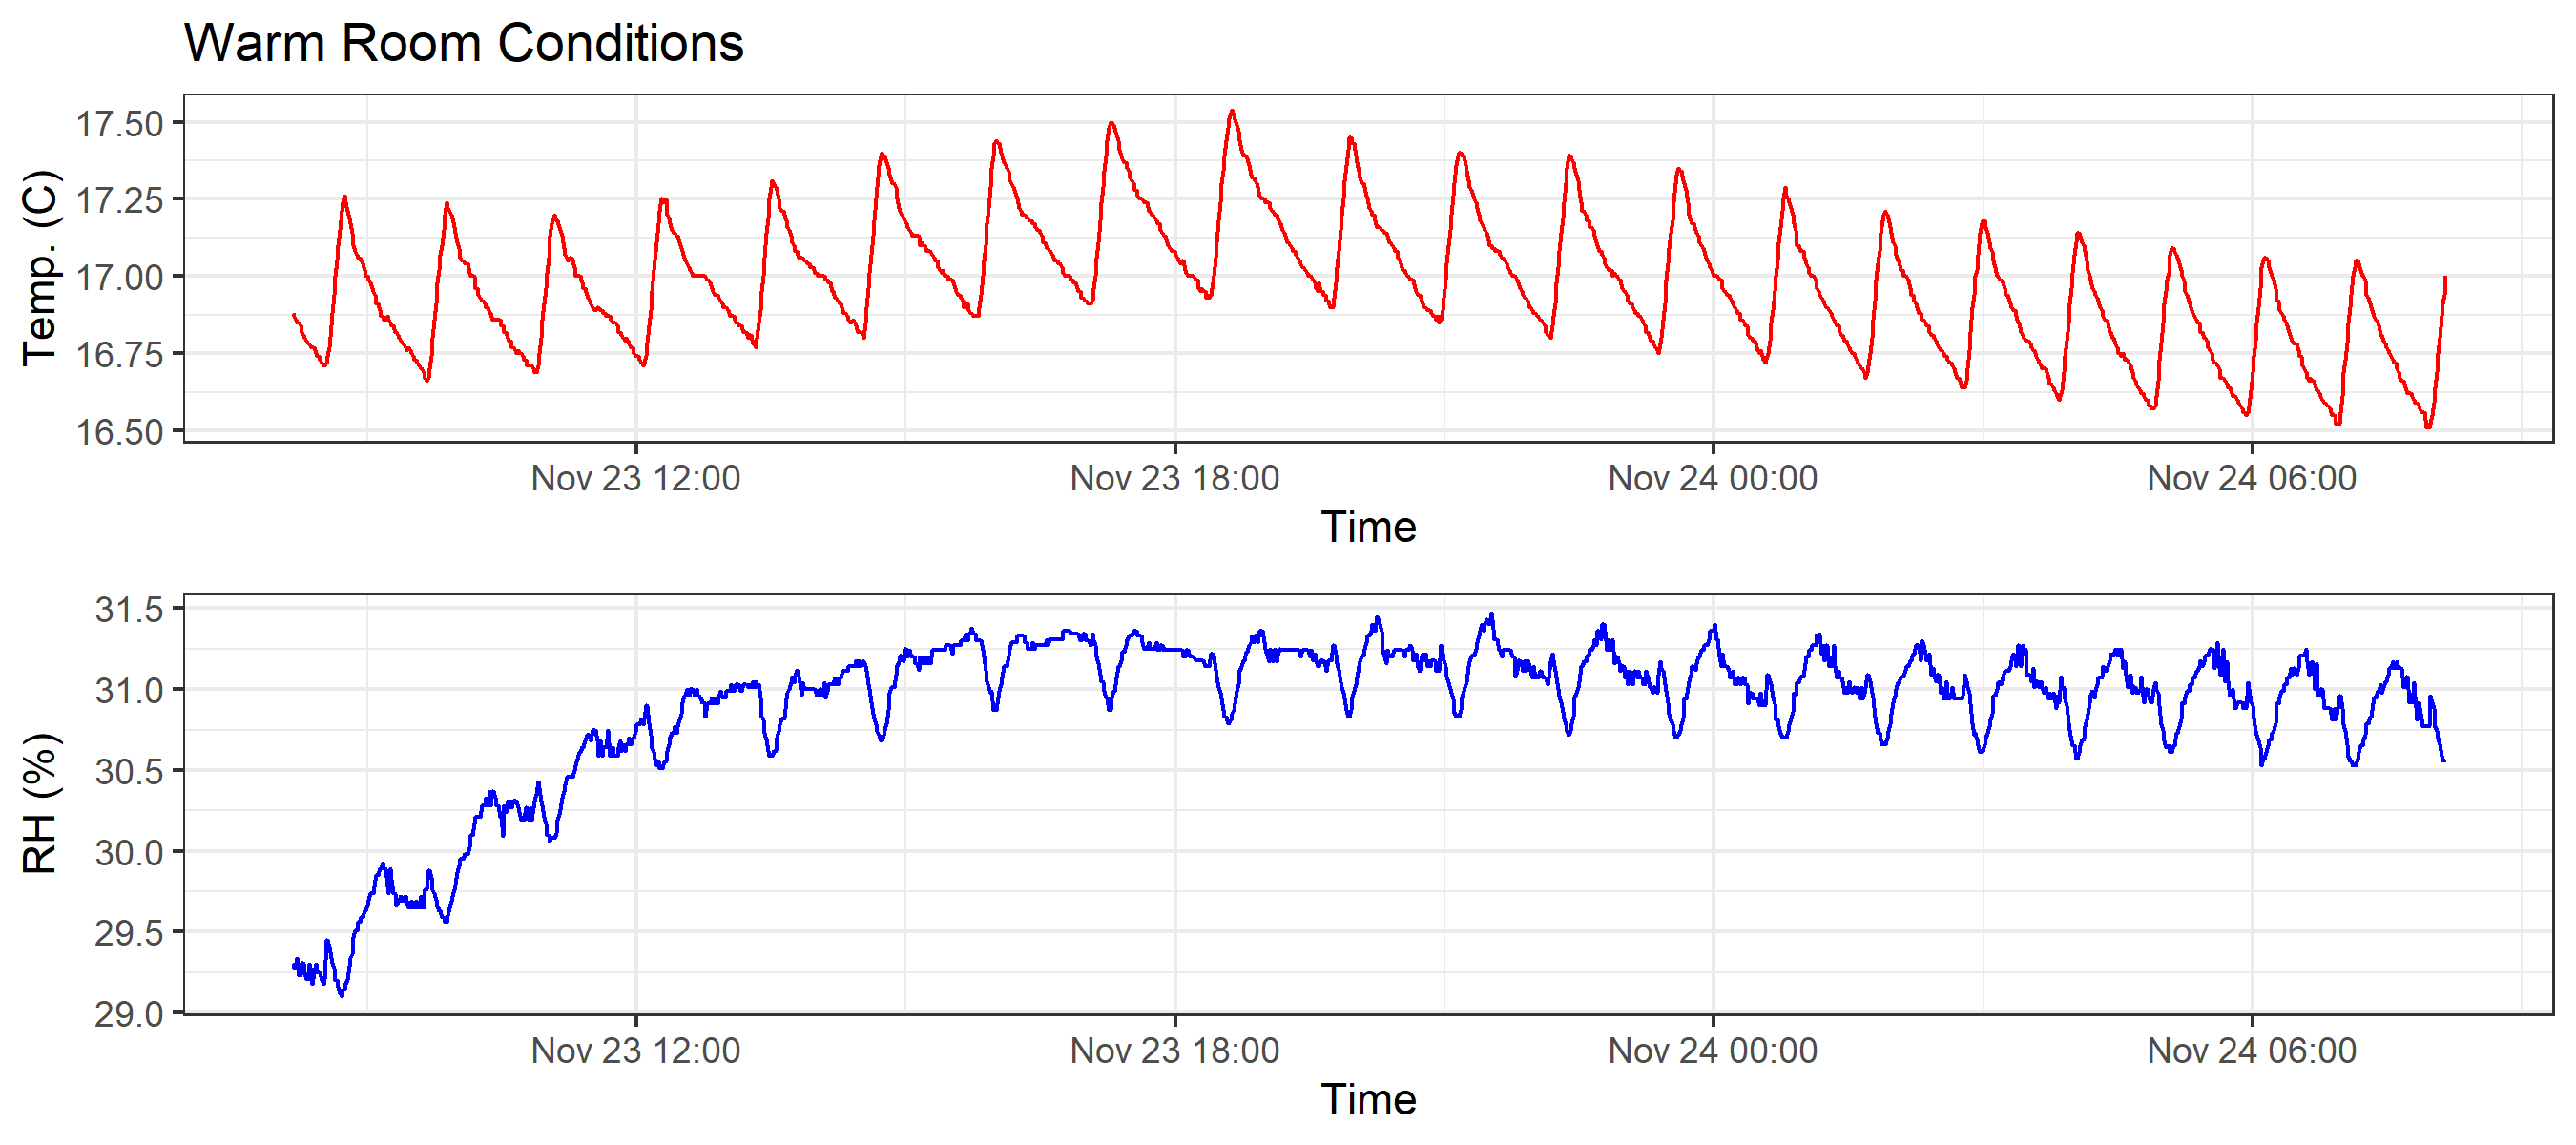 Warm Room Conditions
Temp. (C)
17.50
17.25
17.00
16.75
16.50
Nov 23 12:00 Nov 23 18:00 Nov 24 00:00 Nov 24 06:00
Time
RH (%)
31.5
31.0
30.5
30.0
29.5
29.0
Nov 23 12:00 Nov 23 18:00 Nov 24 00:00 Nov 24 06:00
Time